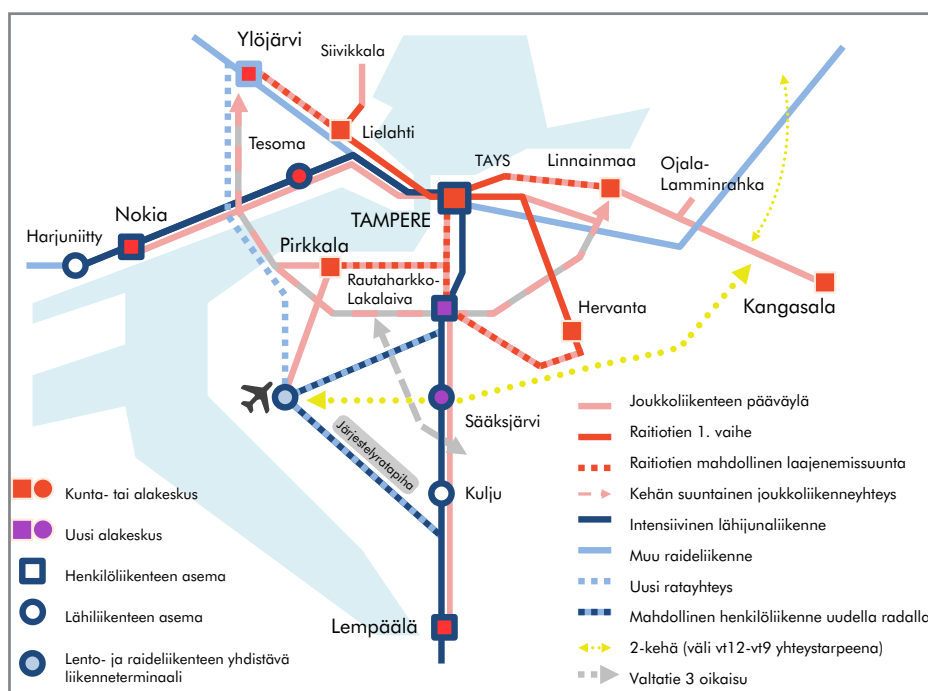 Ylöjärvi
Siivikkala
Lielahti
Tesoma
TAYS
Linnainmaa
Ojala-
Lamminrahka
Nokia
TAMPERE
Harjuniitty
Pirkkala
Rautaharkko-
Lakalaiva
Hervanta
Kangasala
Sääksjärvi
Järjestelyratapiha
Kulju
Lempäälä
Kunta- tai alakeskus
Uusi alakeskus
Henkilöliikenteen asema
Lähiliikenteen asema
Lento- ja raideliikenteen yhdistävä
liikenneterminaali
Joukkoliikenteen pääväylä
Raitiotien 1. vaihe
Raitiotien mahdollinen laajenemissuunta
Kehän suuntainen joukkoliikenneyhteys
Intensiivinen lähijunaliikenne
Muu raideliikenne
Uusi ratayhteys
Mahdollinen henkilöliikenne uudella radalla
2-kehä (väli vt12-vt9 yhteystarpeena)
Valtatie 3 oikaisu